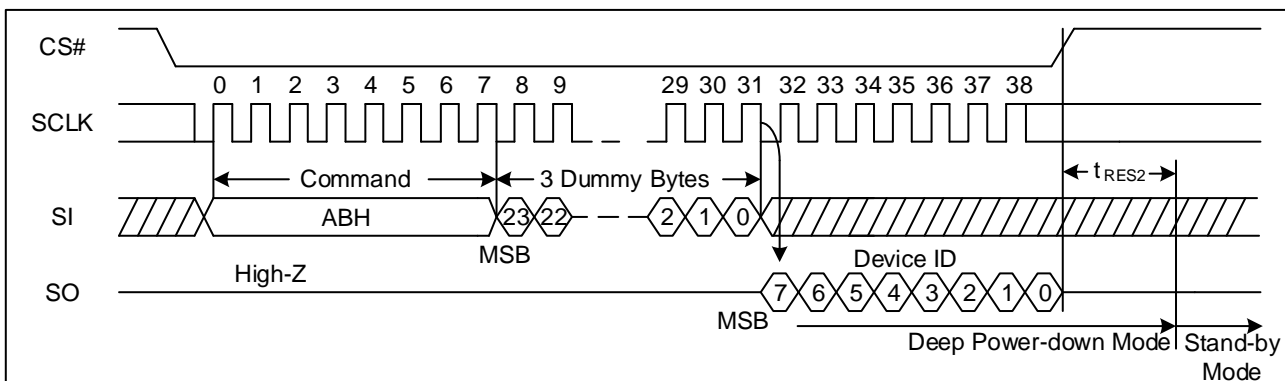 CS#
0 1 2 3 4 5 6 7 8 9 29 30 31 32 33 34 35 36 37 38
SCLK
Command 3 Dummy Bytes tRES2
SI ABH 23 22 2 1 0
MSB
High-Z Device ID
SO 7 6 5 4 3 2 1 0
MSB
Deep Power-down Mode Stand-by
Mode